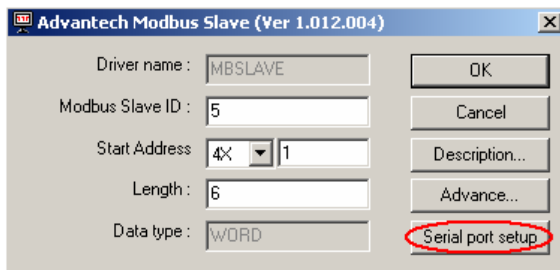 Advantech Modbus Slave (Ver 1.012.004)
Driver name : MBSLAVE
OK
Modbus Slave ID : 5
Cancel
Start Address 4X 1
Description...
Length : 6
Advance...
Data type : WORD
Serial port setup